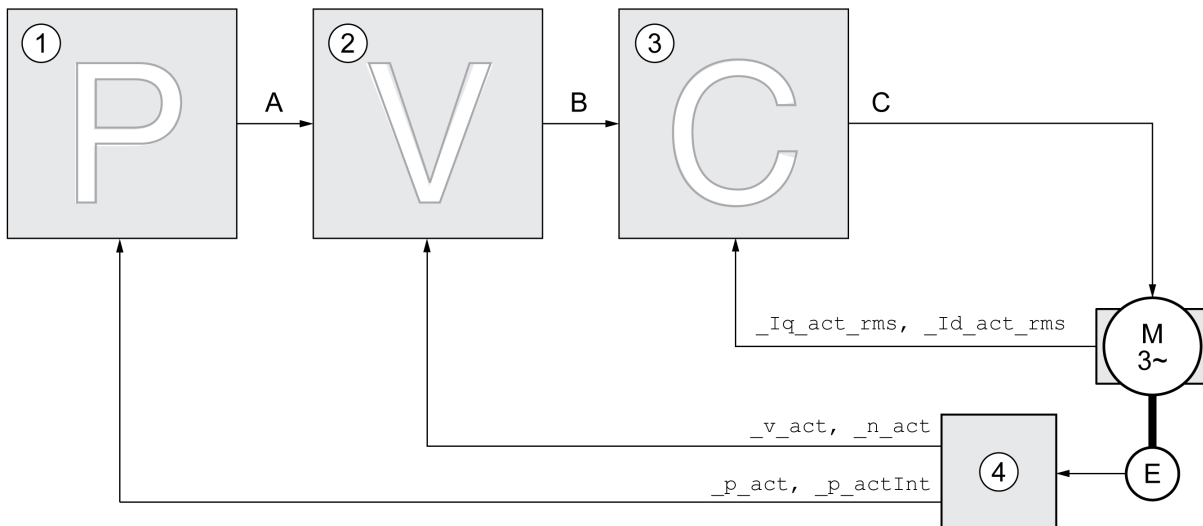 1
P
A
2
V
B
3
C
C
_Iq_act_rms, _Id_act_rms
M
3~
_v_act, _n_act
_p_act, _p_actInt
4
E